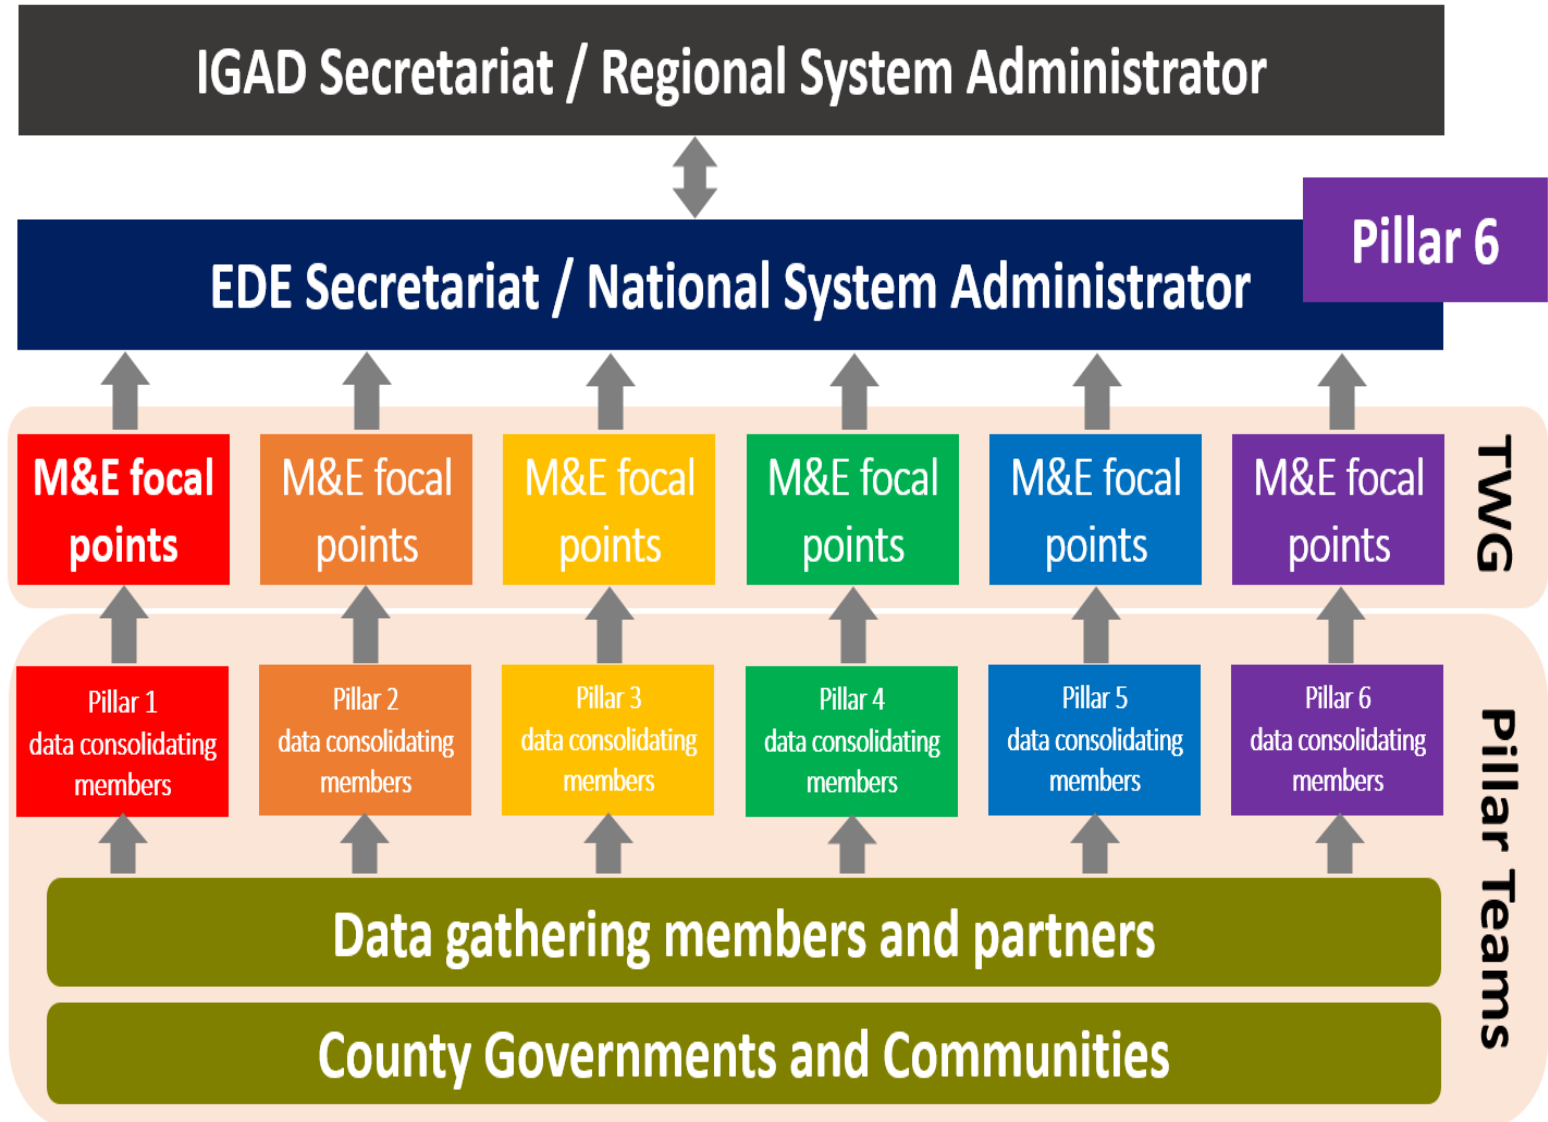 IGAD Secretariat / Regional System Administrator
Pillar 6
EDE Secretariat / National System Administrator
M&E focal
points
M&E focal
points
M&E focal
points
M&E focal
points
M&E focal
points
M&E focal
points
TWG
Pillar 1
data consolidating
members
Pillar 2
data consolidating
members
Pillar 3
data consolidating
members
Pillar 4
data consolidating
members
Pillar 5
data consolidating
members
Pillar 6
data consolidating
members
Pillar Teams
Data gathering members and partners
County Governments and Communities